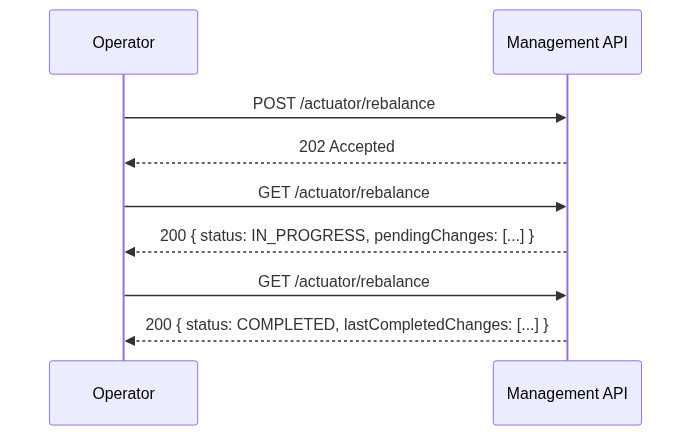 Operator
Management API
POST /actuator/rebalance
202 Accepted
GET /actuator/rebalance
200 { status: IN_PROGRESS, pendingChanges: [...] }
GET /actuator/rebalance
200 { status: COMPLETED, lastCompletedChanges: [...] }
Operator
Management API